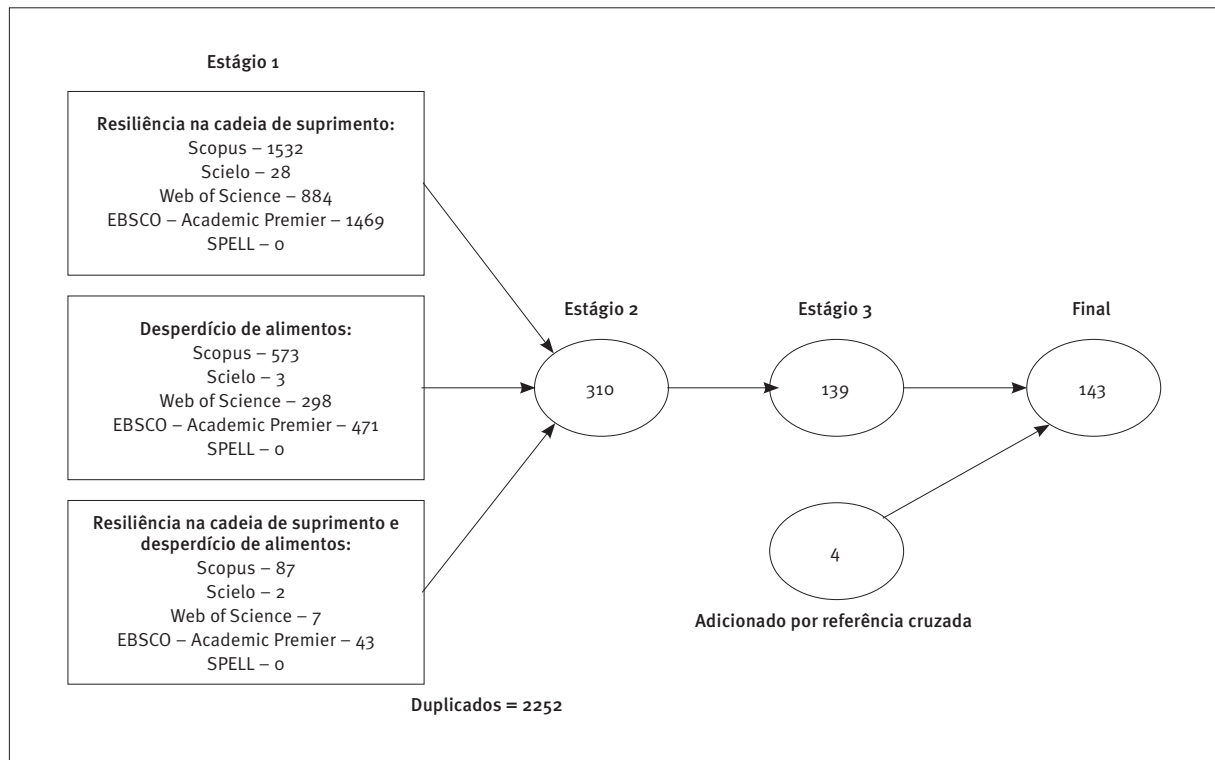 Estágio 1
Resiliência na cadeia de suprimento:
Scopus – 1532
Scielo – 28
Web of Science – 884
EBSCO – Academic Premier – 1469
SPELL – 0
Desperdício de alimentos:
Scopus – 573
Scielo – 3
Web of Science – 298
EBSCO – Academic Premier – 471
SPELL – 0
Resiliência na cadeia de suprimento e
desperdício de alimentos:
Scopus – 87
Scielo – 2
Web of Science – 7
EBSCO – Academic Premier – 43
SPELL – 0
Duplicados = 2252
Estágio 2
310
Estágio 3
139
Final
143
4
Adicionado por referência cruzada